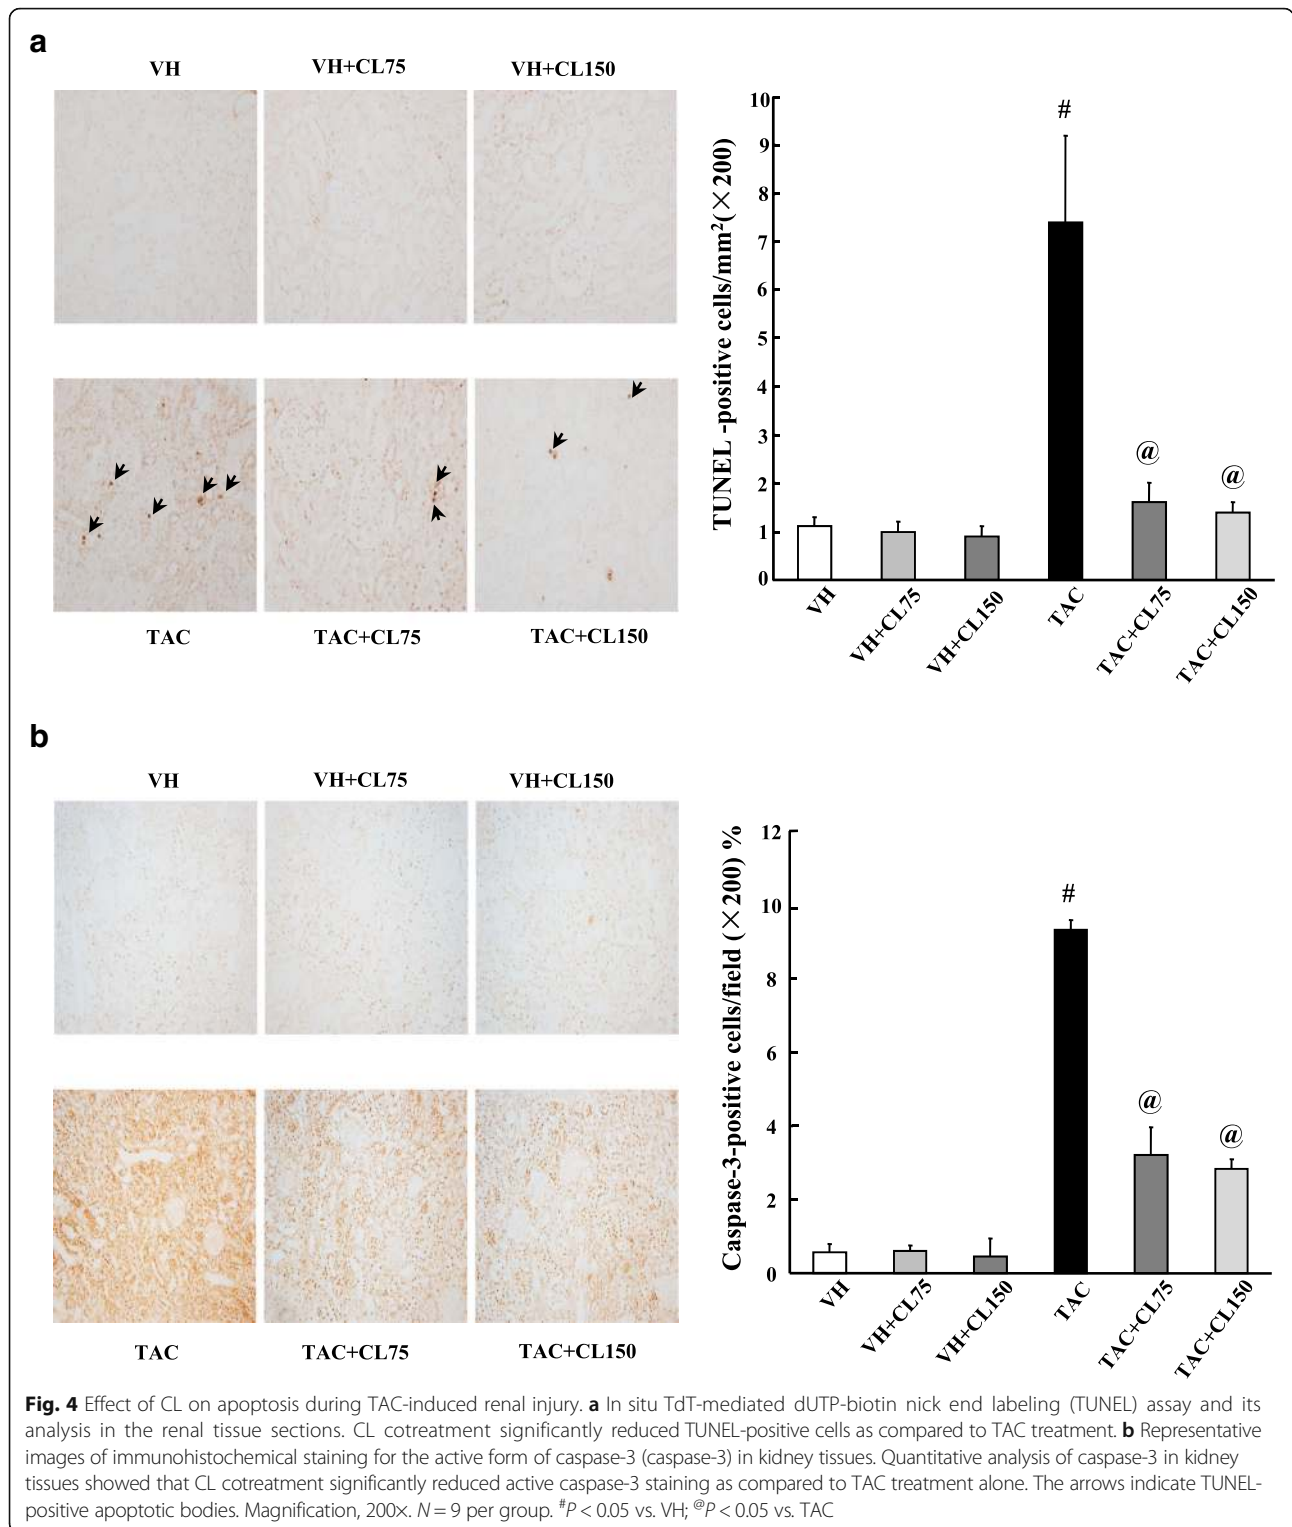 a
VH VH+CL75 VH+CL150
TAC TAC+CL75 TAC+CL150
TUNEL -positive cells/mm²(×200)
10
9
8
7
6
5
4
3
2
1
0
#
@
@
VH VH+CL75 VH+CL150 TAC TAC+CL75 TAC+CL150
b
VH VH+CL75 VH+CL150
TAC TAC+CL75 TAC+CL150
Caspase-3-positive cells/field (×200) %
12
10
8
6
4
2
0
#
@
@
VH VH+CL75 VH+CL150 TAC TAC+CL75 TAC+CL150
Fig. 4 Effect of CL on apoptosis during TAC-induced renal injury. a In situ TdT-mediated dUTP-biotin nick end labeling (TUNEL) assay and its
analysis in the renal tissue sections. CL cotreatment significantly reduced TUNEL-positive cells as compared to TAC treatment. b Representative
images of immunohistochemical staining for the active form of caspase-3 (caspase-3) in kidney tissues. Quantitative analysis of caspase-3 in kidney
tissues showed that CL cotreatment significantly reduced active caspase-3 staining as compared to TAC treatment alone. The arrows indicate TUNEL-
positive apoptotic bodies. Magnification, 200×. N = 9 per group. #P < 0.05 vs. VH; @P < 0.05 vs. TAC